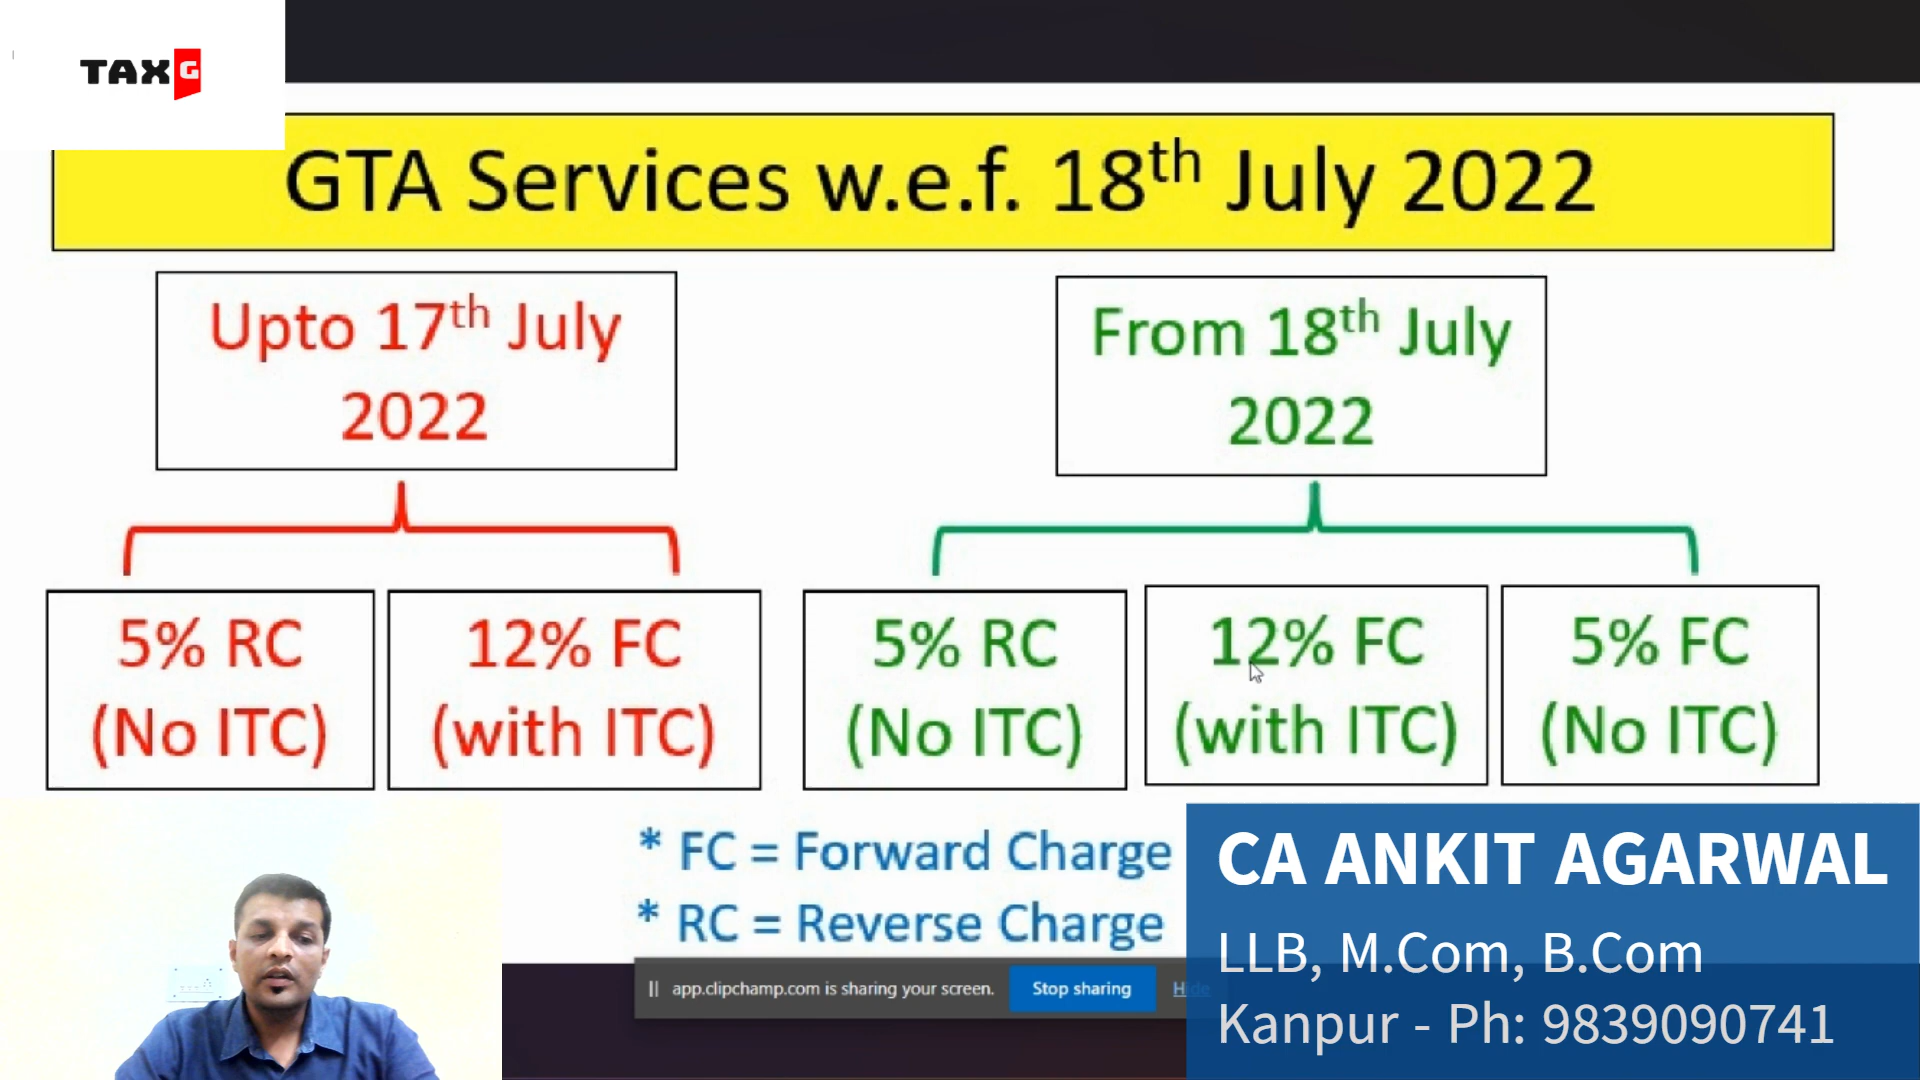 TAXG
GTA Services w.e.f. 18th July 2022
Upto 17th July
2022
From 18th July
2022
5% RC
(No ITC)
12% FC
(with ITC)
5% RC
(No ITC)
12% FC
(with ITC)
5% FC
(No ITC)
* FC = Forward Charge
* RC = Reverse Charge
app.clipchamp.com is sharing your screen.
Stop sharing
Hide
CA ANKIT AGARWAL
LLB, M.Com, B.Com
Kanpur - Ph: 9839090741